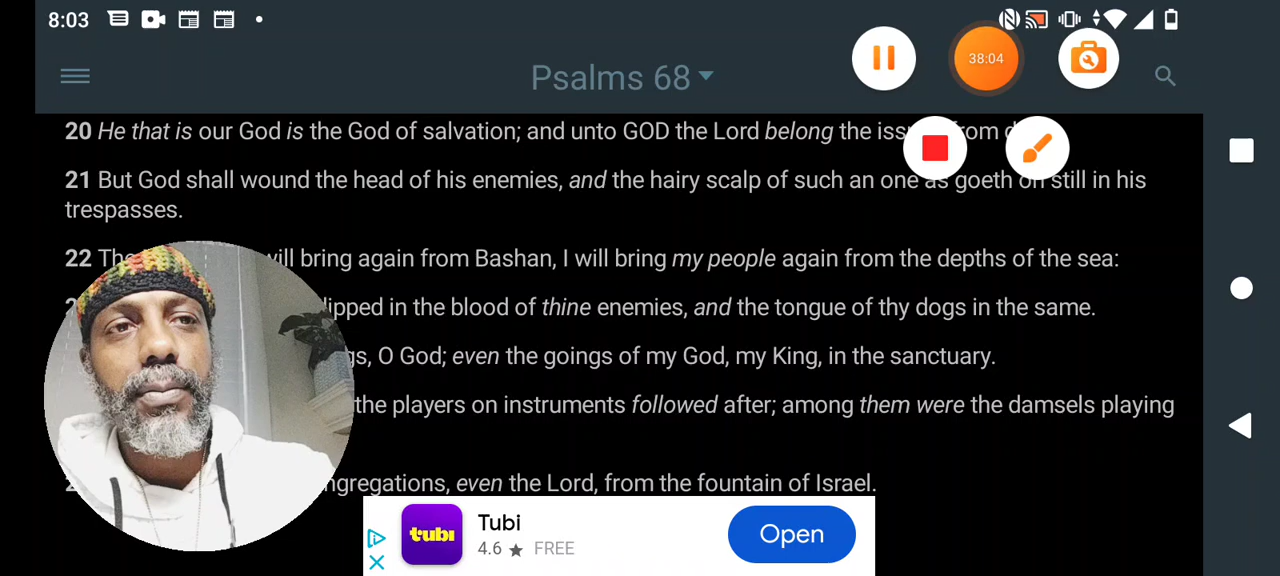 8:03
Psalms 68
38:04
20 He that is our God is the God of salvation; and unto GOD the Lord belong the from
21 But God shall wound the head of his enemies, and the hairy scalp of such an one as goeth on still in his
trespasses.
22 will bring again from Bashan, I will bring my people again from the depths of the sea:
in the blood of thine enemies, and the tongue of thy dogs in the same.
O God; even the goings of my God, my King, in the sanctuary.
the players on instruments followed after; among them were the damsels playing
even the Lord, from the fountain of Israel.
tubi
Tubi
4.6 ★ FREE
Open